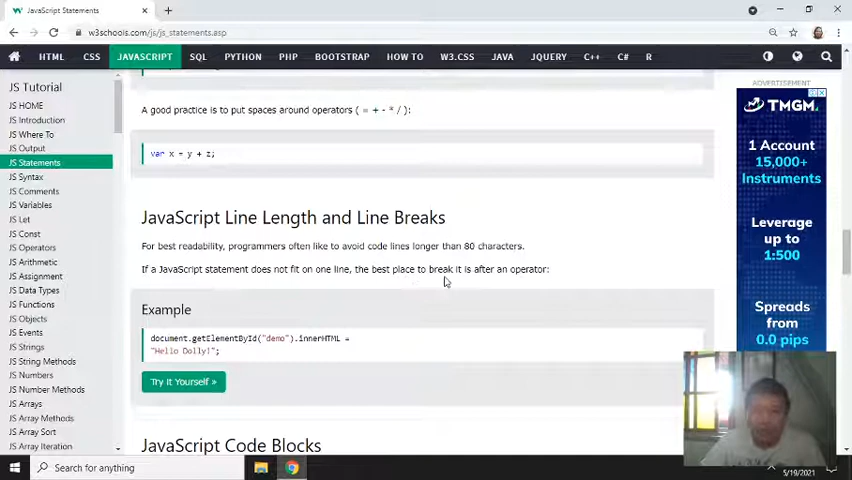 JavaScript Statements
w3schools.com/js/js_statements.asp
HTML CSS JAVASCRIPT SQL PYTHON PHP BOOTSTRAP HOW TO W3.CSS JAVA JQUERY C++ C# R
JS Tutorial
JS HOME
JS Introduction
JS Where To
JS Output
JS Statements
JS Syntax
JS Comments
JS Variables
JS Let
JS Const
JS Operators
JS Arithmetic
JS Assignment
JS Data Types
JS Functions
JS Objects
JS Events
JS Strings
JS String Methods
JS Numbers
JS Number Methods
JS Arrays
JS Array Methods
JS Array Sort
JS Array Iteration
A good practice is to put spaces around operators ( = + - * / ):
var x = y + z;
JavaScript Line Length and Line Breaks
For best readability, programmers often like to avoid code lines longer than 80 characters.
If a JavaScript statement does not fit on one line, the best place to break it is after an operator:
Example
document.getElementById("demo").innerHTML =
"Hello Dolly!";
Try it Yourself »
JavaScript Code Blocks
ADVERTISEMENT
TMGM
1 Account
15,000+
Instruments
Leverage
up to
1:500
Spreads
from
0.0 pips
Search for anything
5/19/2021